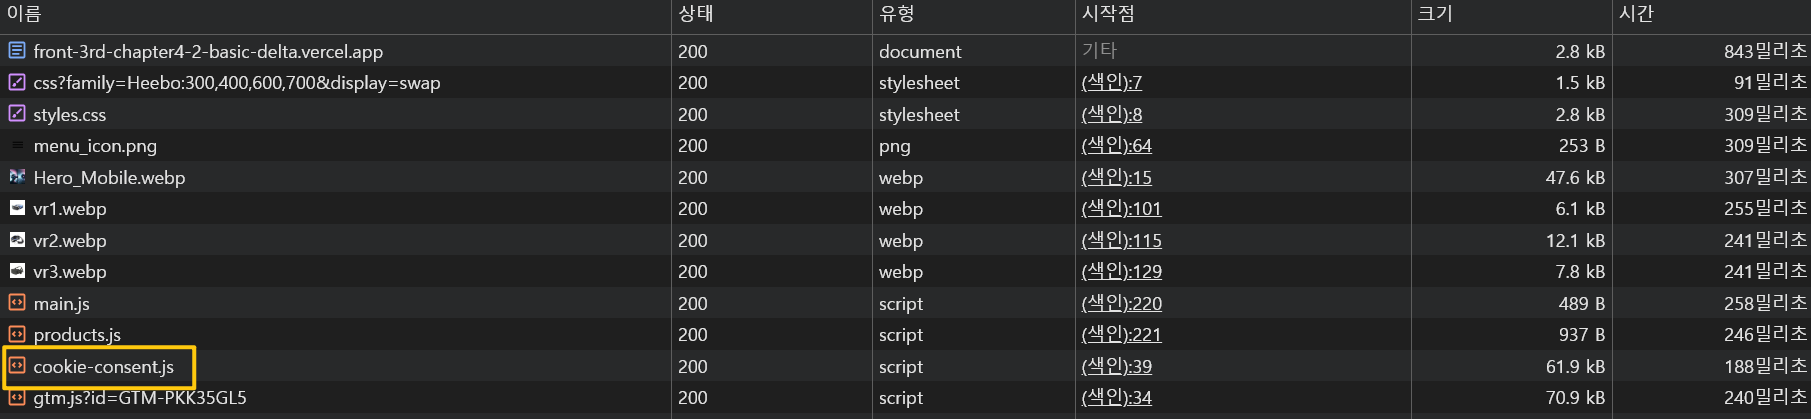 이름 상태 유형 시작점 크기 시간
front-3rd-chapter4-2-basic-delta.vercel.app 200 document 기타 2.8 kB 843밀리초
css?family=Heebo:300,400,600,700&display=swap 200 stylesheet (색인):7 1.5 kB 91밀리초
styles.css 200 stylesheet (색인):8 2.8 kB 309밀리초
menu_icon.png 200 png (색인):64 253 B 309밀리초
Hero_Mobile.webp 200 webp (색인):15 47.6 kB 307밀리초
vr1.webp 200 webp (색인):101 6.1 kB 255밀리초
vr2.webp 200 webp (색인):115 12.1 kB 241밀리초
vr3.webp 200 webp (색인):129 7.8 kB 241밀리초
main.js 200 script (색인):220 489 B 258밀리초
products.js 200 script (색인):221 937 B 246밀리초
cookie-consent.js 200 script (색인):39 61.9 kB 188밀리초
gtm.js?id=GTM-PKK35GL5 200 script (색인):34 70.9 kB 240밀리초